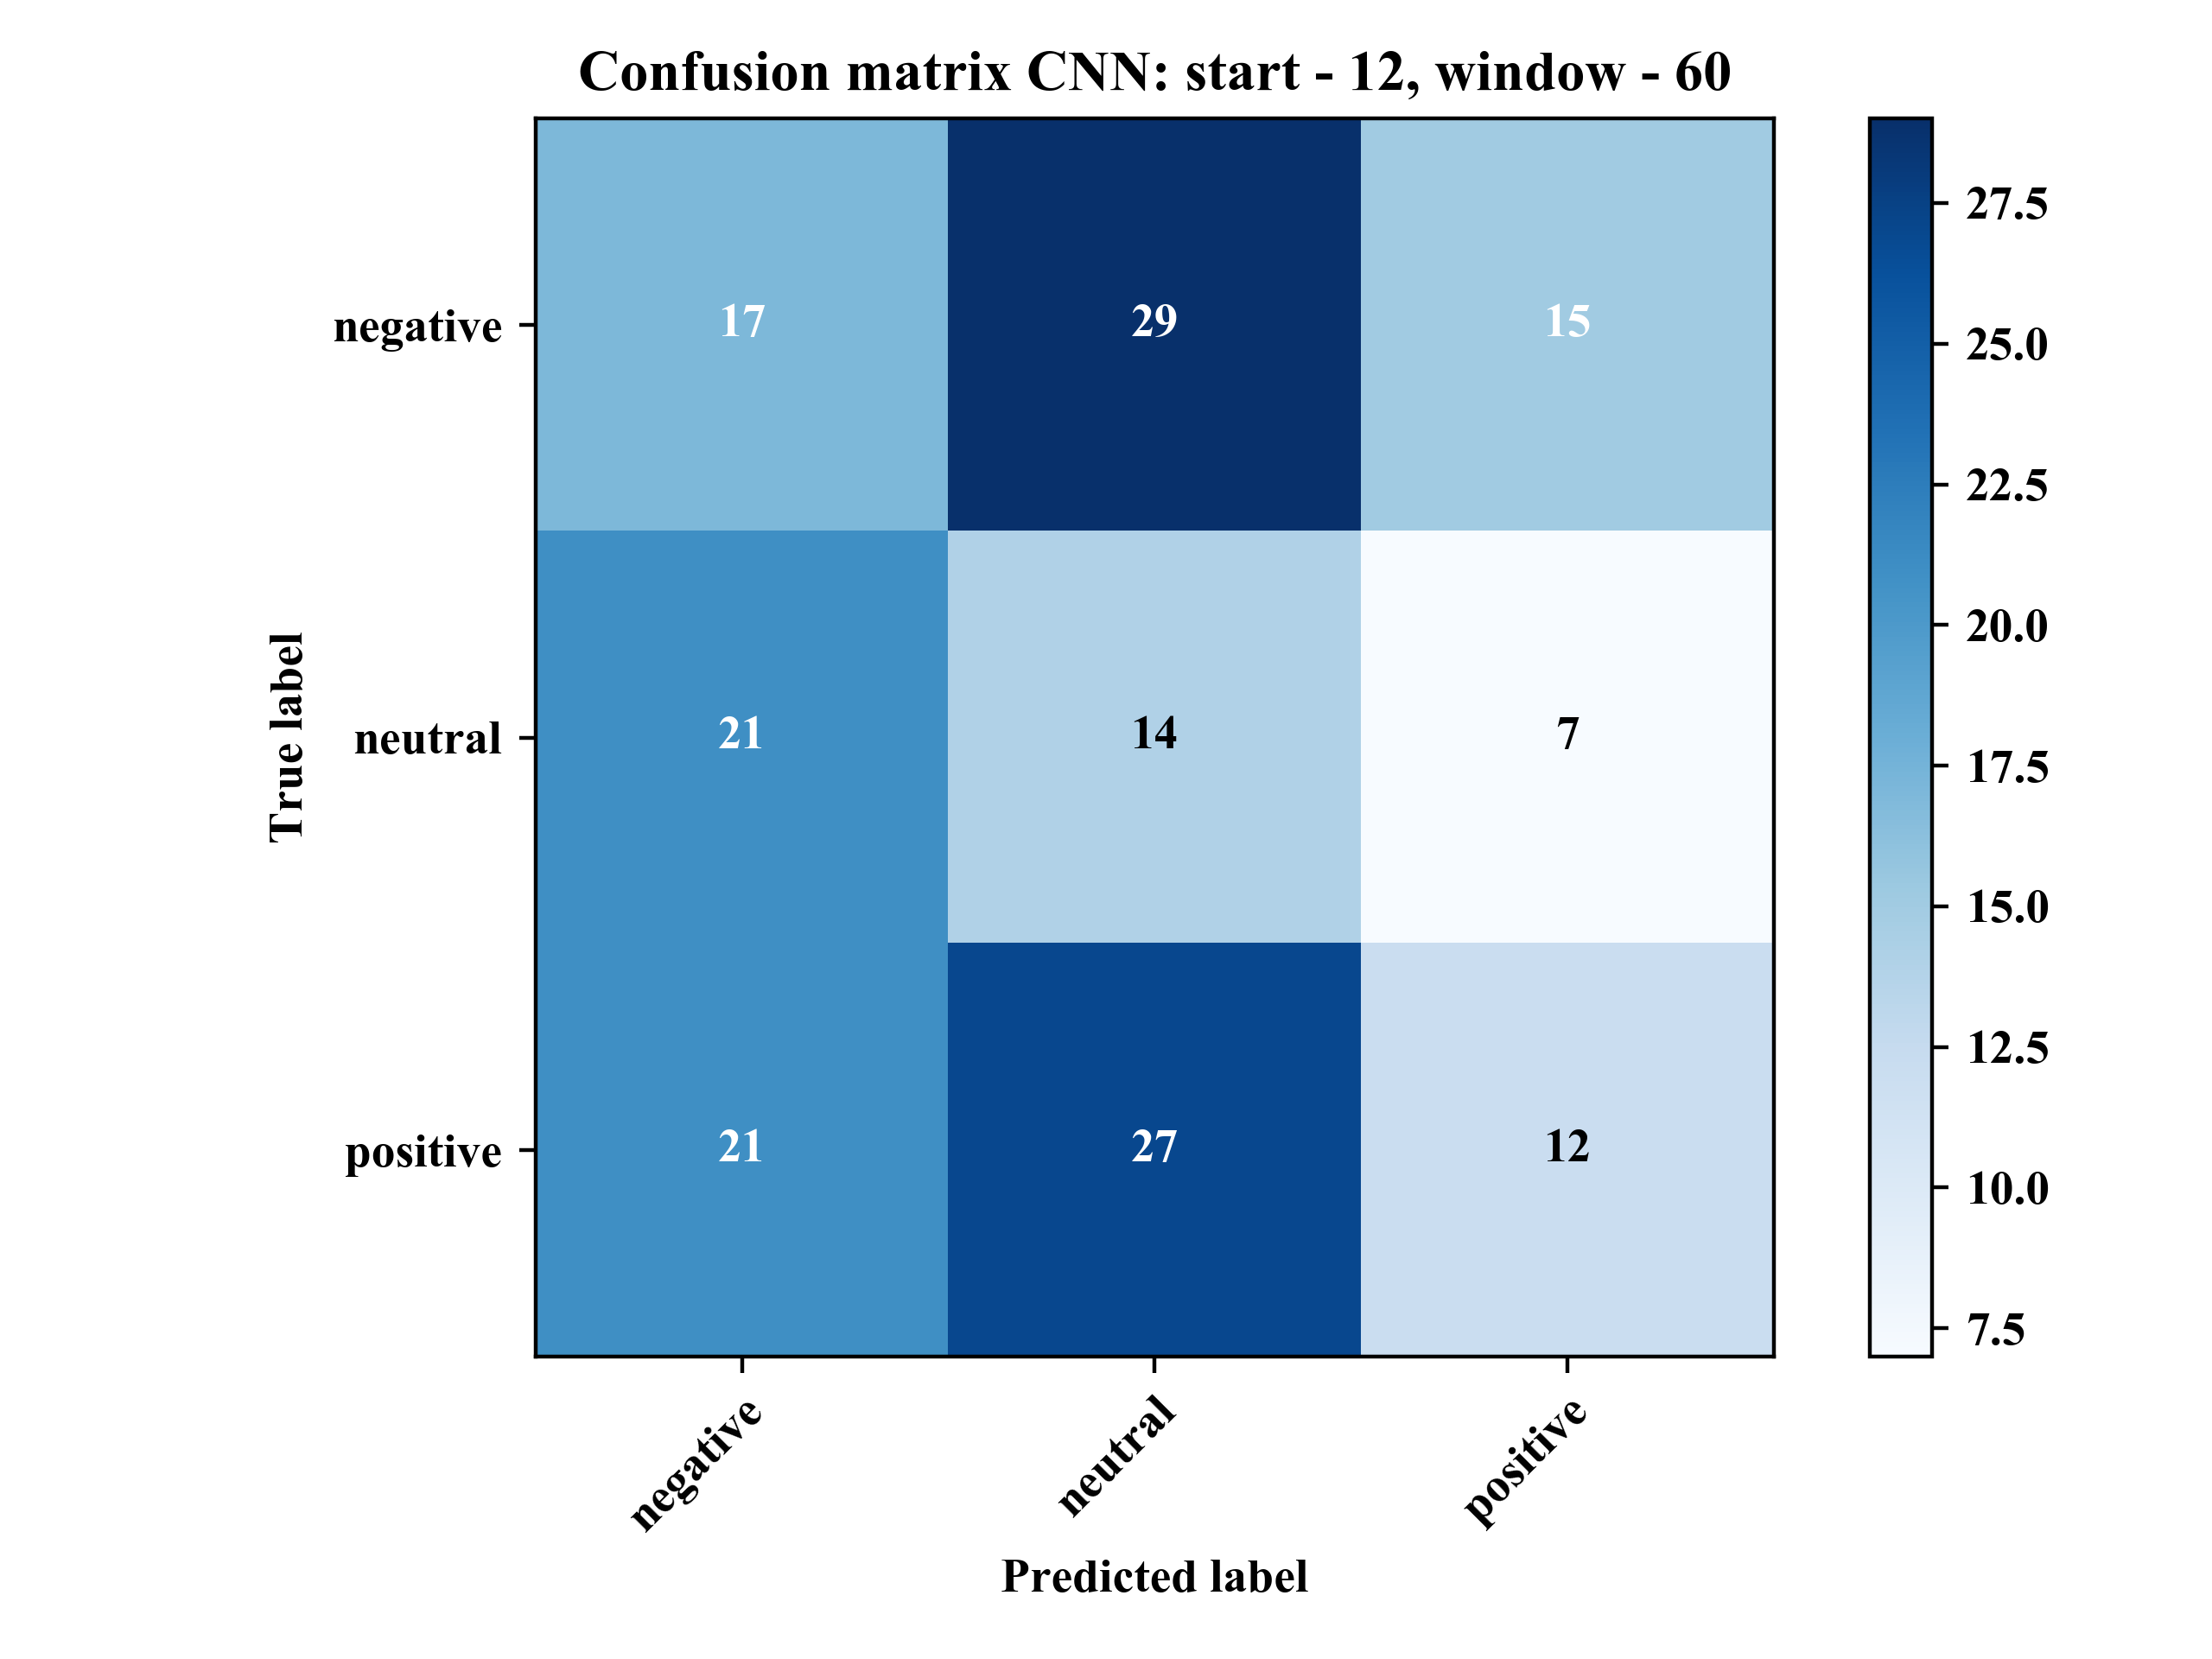 Confusion matrix CNN: start - 12, window - 60
negative
17
29
15
neutral
21
14
7
positive
21
27
12
True label
negative
neutral
positive
Predicted label
27.5
25.0
22.5
20.0
17.5
15.0
12.5
10.0
7.5